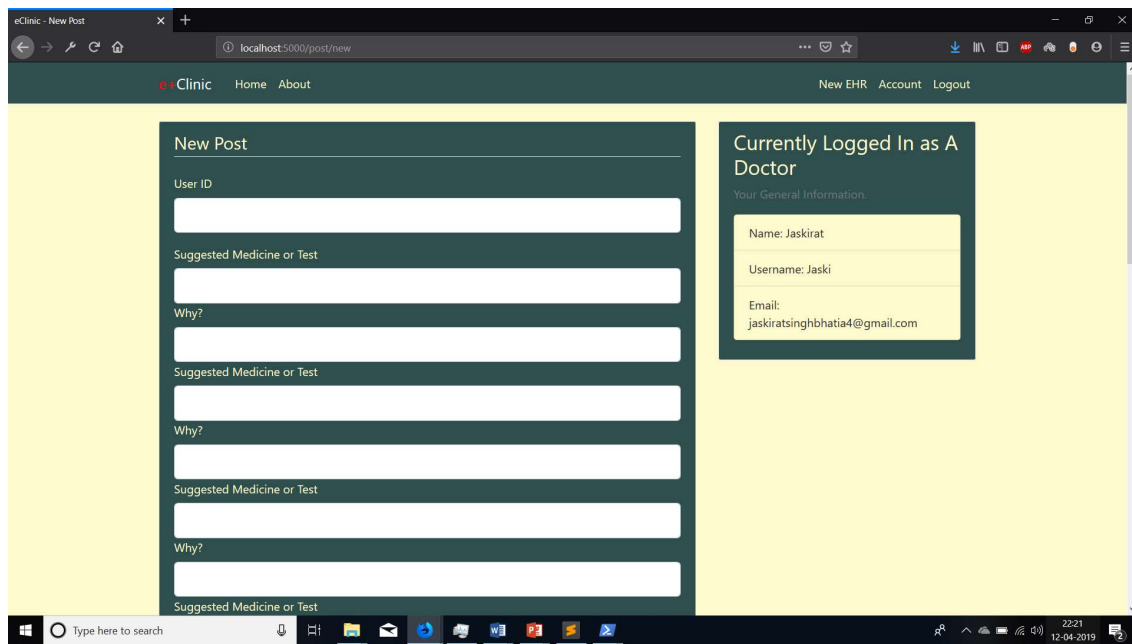 eClinic - New Post
localhost:5000/post/new
ABP
e+Clinic Home About New EHR Account Logout
New Post
User ID
Suggested Medicine or Test
Why?
Suggested Medicine or Test
Why?
Suggested Medicine or Test
Why?
Suggested Medicine or Test
Currently Logged In as A
Doctor
Your General Information.
Name: Jaskirat
Username: Jaski
Email:
jaskiratsinghbhatia4@gmail.com
Type here to search
22:21
12-04-2019
2